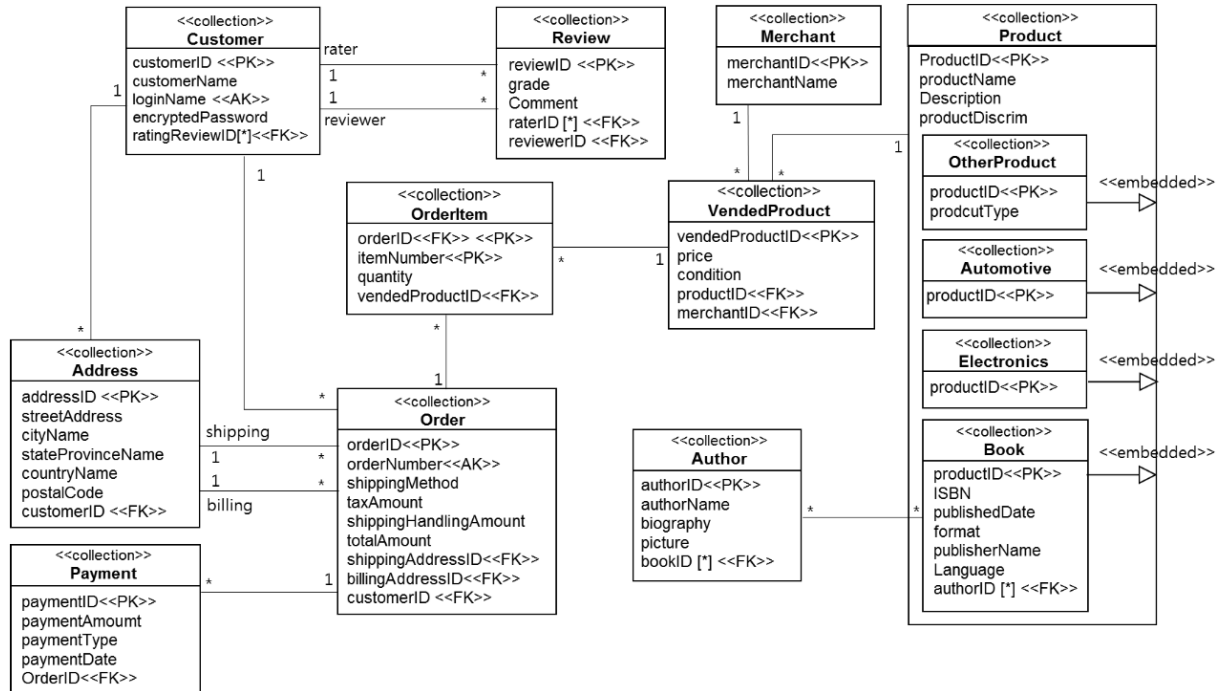 <<collection>>
Customer
customerID <<PK>>
customerName
loginName <<AK>>
encryptedPassword
ratingReviewID[*]<<FK>>
rater
1
*
1
*
reviewer
<<collection>>
Review
reviewID <<PK>>
grade
Comment
raterID [*] <<FK>>
reviewerID <<FK>>
<<collection>>
Merchant
merchantID<<PK>>
merchantName
1
*
<<collection>>
Product
ProductID<<PK>>
productName
Description
productDiscrim
1
*
<<collection>>
OtherProduct
productID<<PK>>
prodcutType
<<embedded>>
<<collection>>
Automotive
productID<<PK>>
<<embedded>>
<<collection>>
Electronics
productID<<PK>>
<<embedded>>
<<collection>>
Book
productID<<PK>>
ISBN
publishedDate
format
publisherName
Language
authorID [*] <<FK>>
<<embedded>>
1
*
1
*
<<collection>>
OrderItem
orderID<<FK>> <<PK>>
itemNumber<<PK>>
quantity
vendedProductID<<FK>>
*
1
<<collection>>
VendedProduct
vendedProductID<<PK>>
price
condition
productID<<FK>>
merchantID<<FK>>
*
1
<<collection>>
Address
addressID <<PK>>
streetAddress
cityName
stateProvinceName
countryName
postalCode
customerID <<FK>>
shipping
1
*
1
*
billing
<<collection>>
Order
orderID<<PK>>
orderNumber<<AK>>
shippingMethod
taxAmount
shippingHandlingAmount
totalAmount
shippingAddressID<<FK>>
billingAddressID<<FK>>
customerID <<FK>>
<<collection>>
Author
authorID<<PK>>
authorName
biography
picture
bookID [*] <<FK>>
*
*
<<collection>>
Payment
paymentID<<PK>>
paymentAmoumt
paymentType
paymentDate
OrderID<<FK>>
*
1